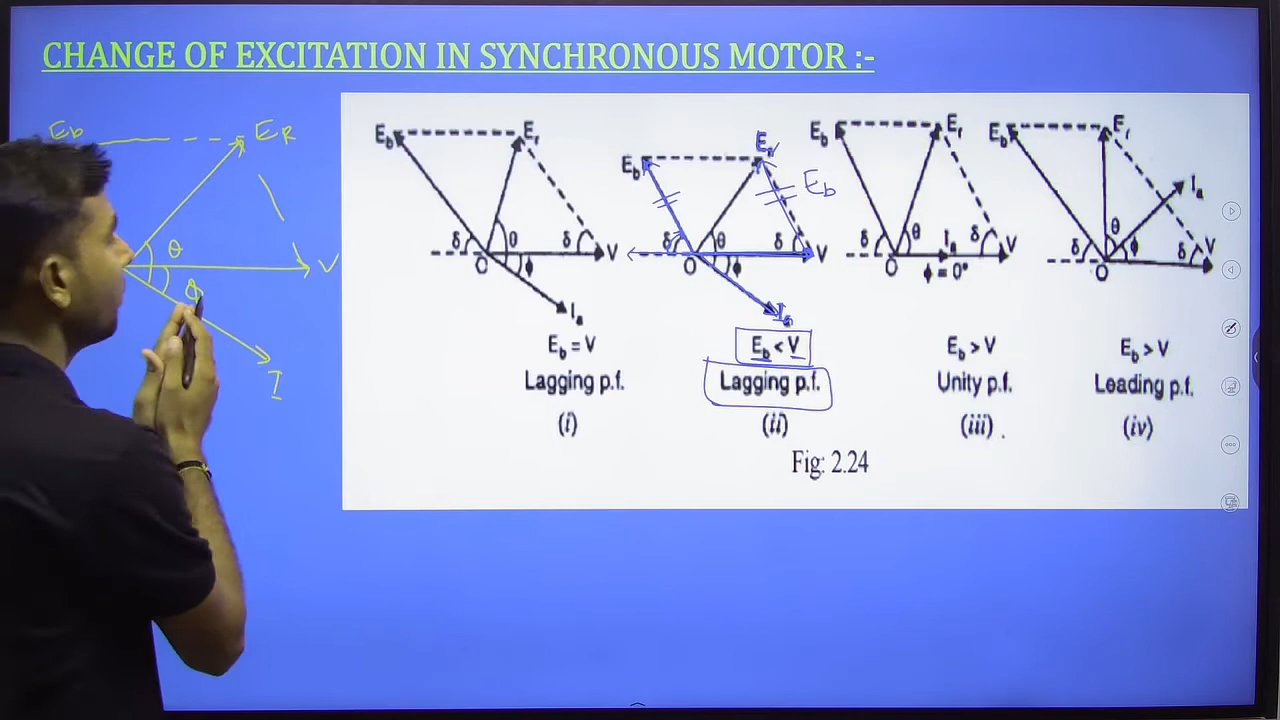 CHANGE OF EXCITATION IN SYNCHRONOUS MOTOR :-
Eb ER
θ
V
I
Eb Er
δ θ δ V
O ϕ
Ia
Eb = V
Lagging p.f.
(i)
Eb Er Eb
δ θ δ V
O ϕ
Eb < V
Lagging p.f.
(ii)
Eb Er
δ θ Ia δ V
O ϕ = 0°
Eb > V
Unity p.f.
(iii) .
Eb Er
Ia
δ θ ϕ δ V
O
Eb > V
Leading p.f.
(iv)
Fig: 2.24